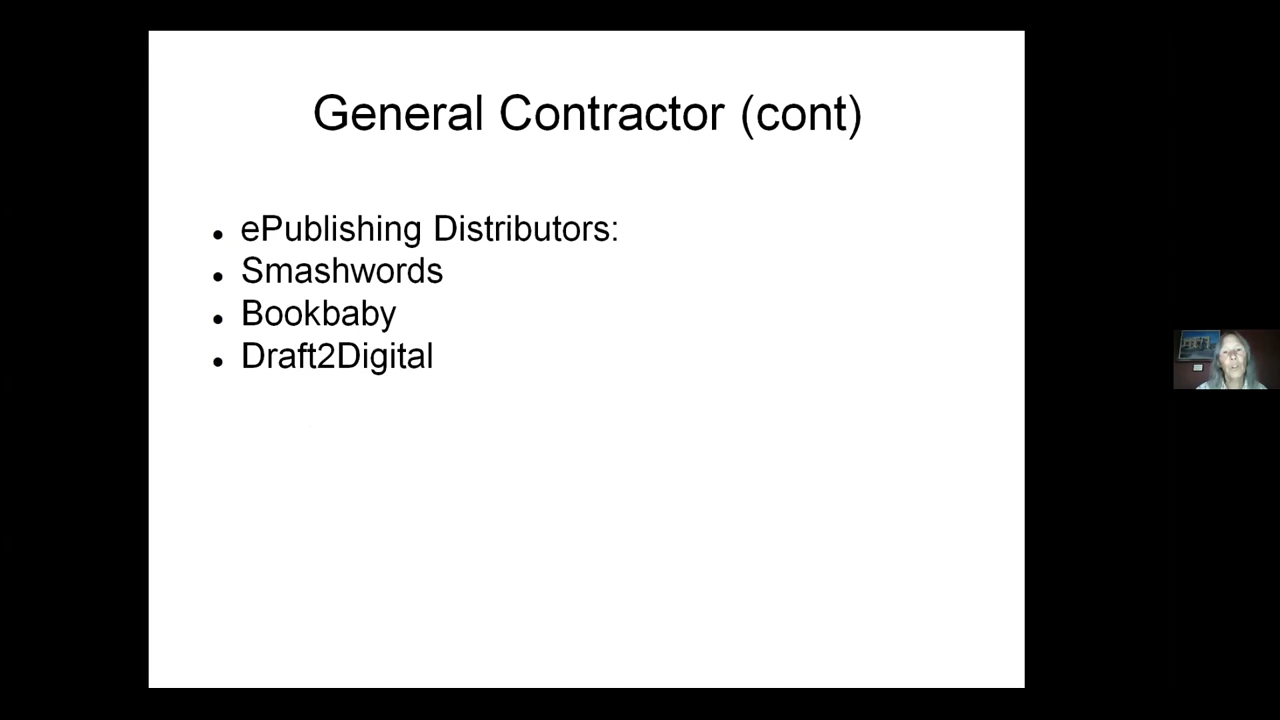 General Contractor (cont)
● ePublishing Distributors:
● Smashwords
● Bookbaby
● Draft2Digital